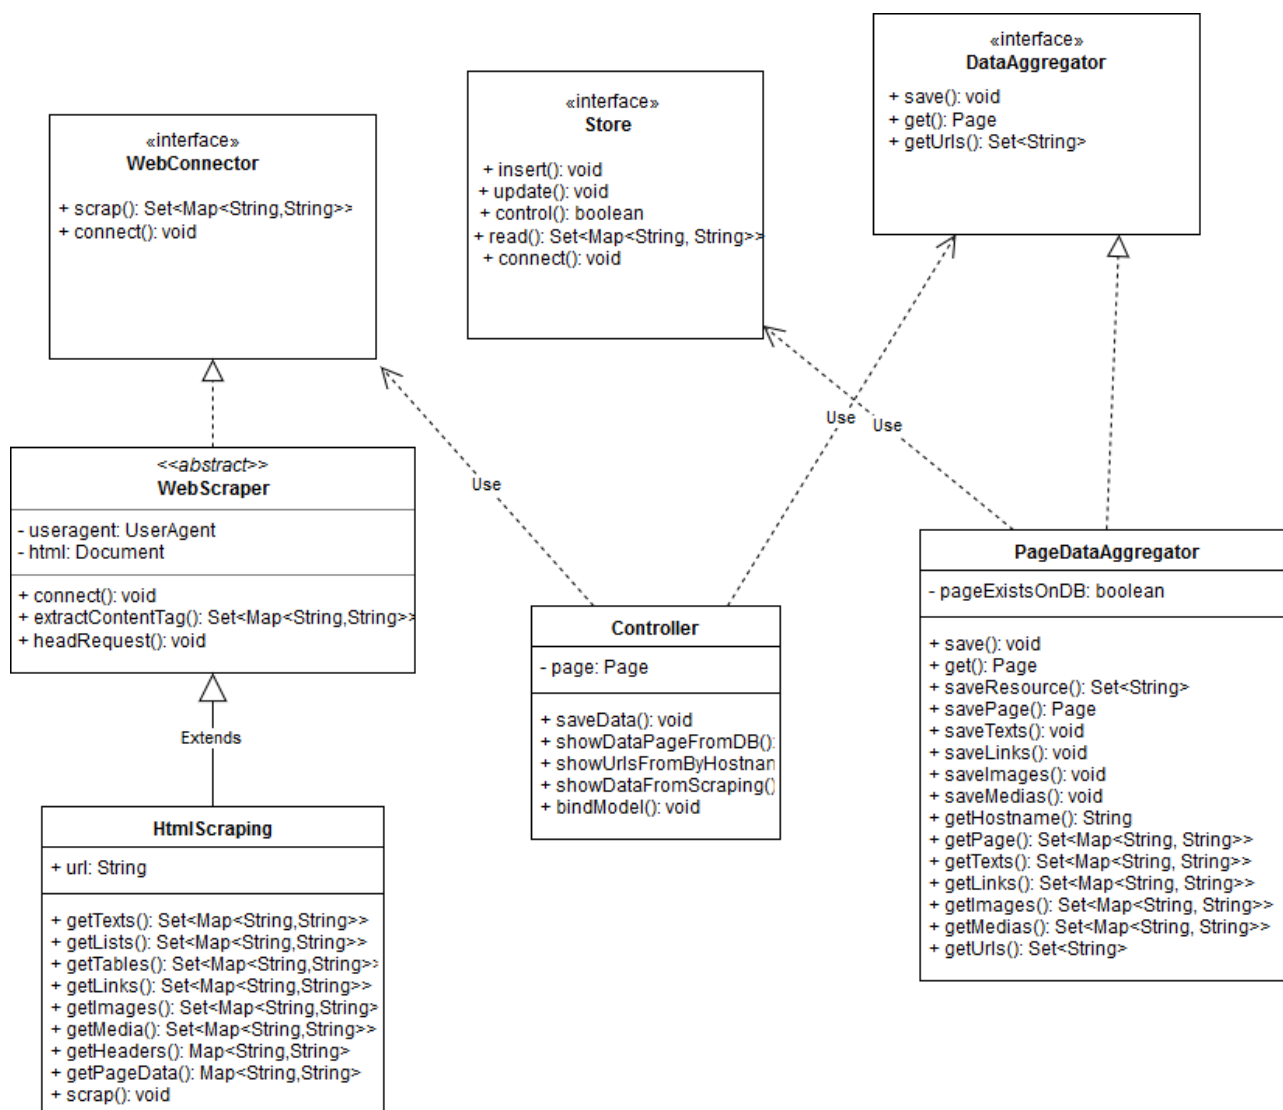 «interface»
WebConnector
+ scrap(): Set<Map<String,String>>
+ connect(): void
«interface»
Store
+ insert(): void
+ update(): void
+ control(): boolean
+ read(): Set<Map<String, String>>
+ connect(): void
«interface»
DataAggregator
+ save(): void
+ get(): Page
+ getUrls(): Set<String>
Use
Use
Use
<<abstract>>
WebScraper
- useragent: UserAgent
- html: Document
+ connect(): void
+ extractContentTag(): Set<Map<String,String>>
+ headRequest(): void
Extends
HtmlScraping
+ url: String
+ getTexts(): Set<Map<String,String>>
+ getLists(): Set<Map<String,String>>
+ getTables(): Set<Map<String,String>>
+ getLinks(): Set<Map<String,String>>
+ getImages(): Set<Map<String,String>
+ getMedia(): Set<Map<String,String>>
+ getHeaders(): Map<String,String>
+ getPageData(): Map<String,String>
+ scrap(): void
Controller
- page: Page
+ saveData(): void
+ showDataPageFromDB():
+ showUrlsFromByHostnan
+ showDataFromScraping()
+ bindModel(): void
PageDataAggregator
- pageExistsOnDB: boolean
+ save(): void
+ get(): Page
+ saveResource(): Set<String>
+ savePage(): Page
+ saveTexts(): void
+ saveLinks(): void
+ saveImages(): void
+ saveMedias(): void
+ getHostname(): String
+ getPage(): Set<Map<String, String>>
+ getTexts(): Set<Map<String, String>>
+ getLinks(): Set<Map<String, String>>
+ getImages(): Set<Map<String, String>>
+ getMedias(): Set<Map<String, String>>
+ getUrls(): Set<String>